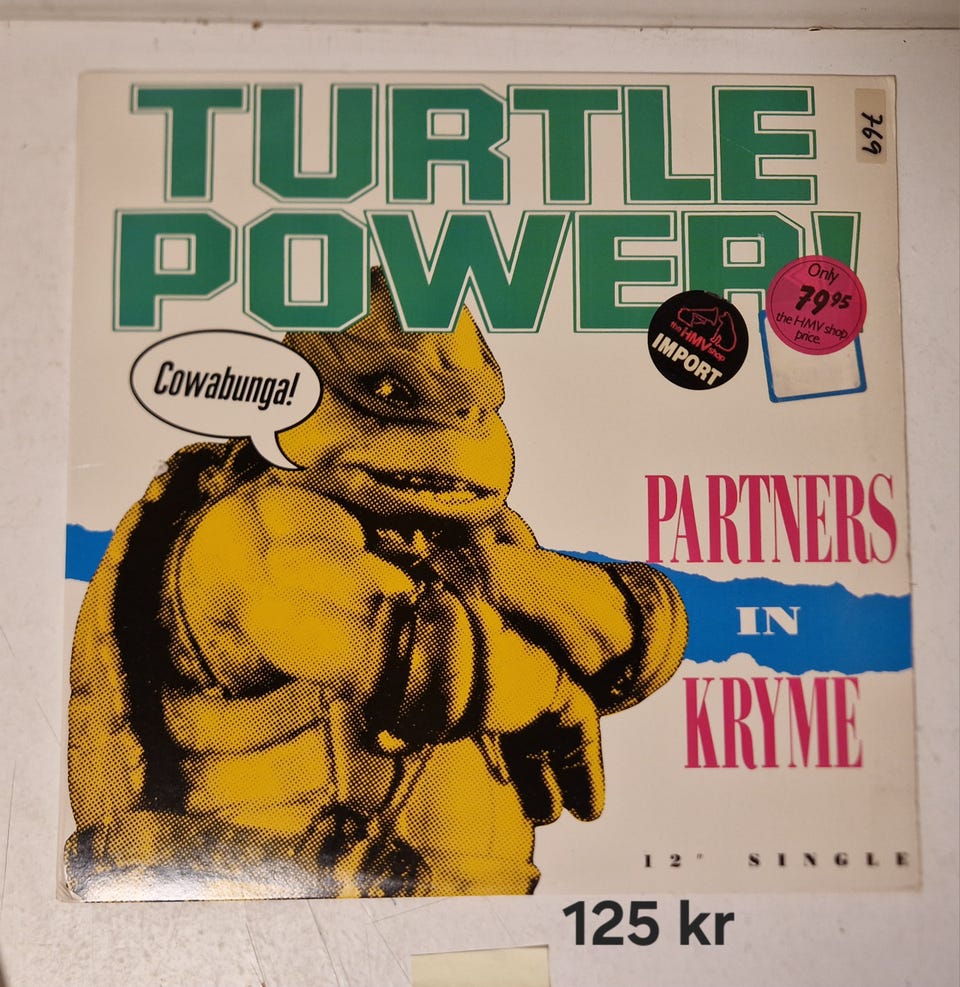 TURTLE
POWER!
769
Only
79 95
the HMV shop
price.
the HMV shop
IMPORT
Cowabunga!
PARTNERS
IN
KRYME
12" SINGLE
125 kr